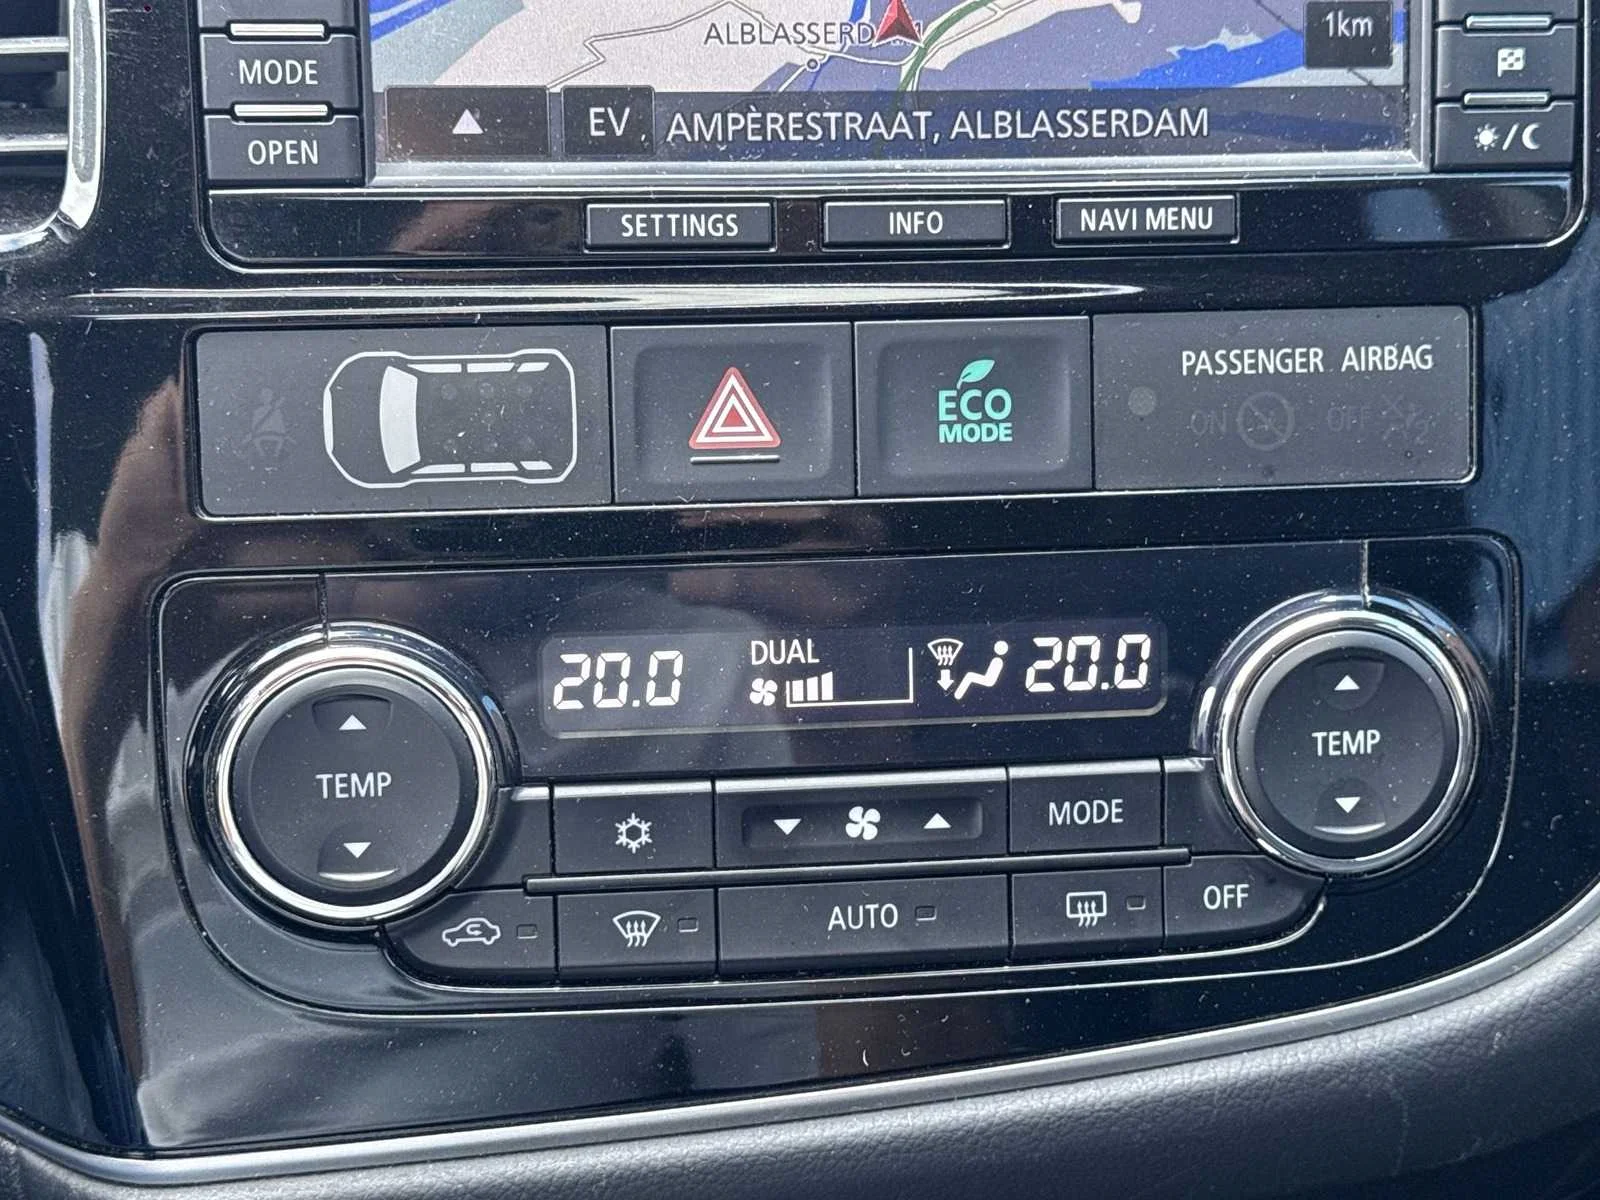 ALBLASSERD
1km
MODE
EV
AMPÈRESTRAAT, ALBLASSERDAM
OPEN
SETTINGS
INFO
NAVI MENU
PASSENGER AIRBAG
ECO
MODE
ON
OFF
DUAL
20.0
20.0
TEMP
TEMP
MODE
AUTO
OFF